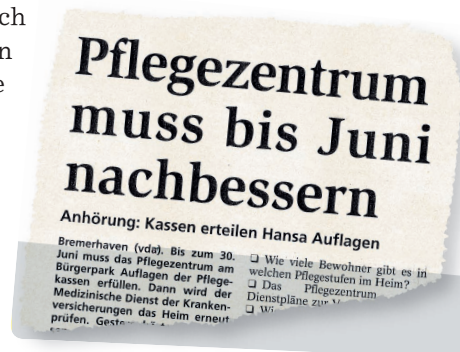 ch
n
e
Pflegezentrum
muss bis Juni
nachbessern
Anhörung: Kassen erteilen Hansa Auflagen
Bremerhaven (vda). Bis zum 30.
Juni muss das Pflegezentrum am
Bürgerpark Auflagen der Pflege-
kassen erfüllen. Dann wird der
Medizinische Dienst der Kranken-
versicherungen das Heim erneut
prüfen.
❑ Wie viele Bewohner gibt es in
welchen Pflegestufen im Heim?
❑ Das Pflegezentrum
Dienstpläne zur